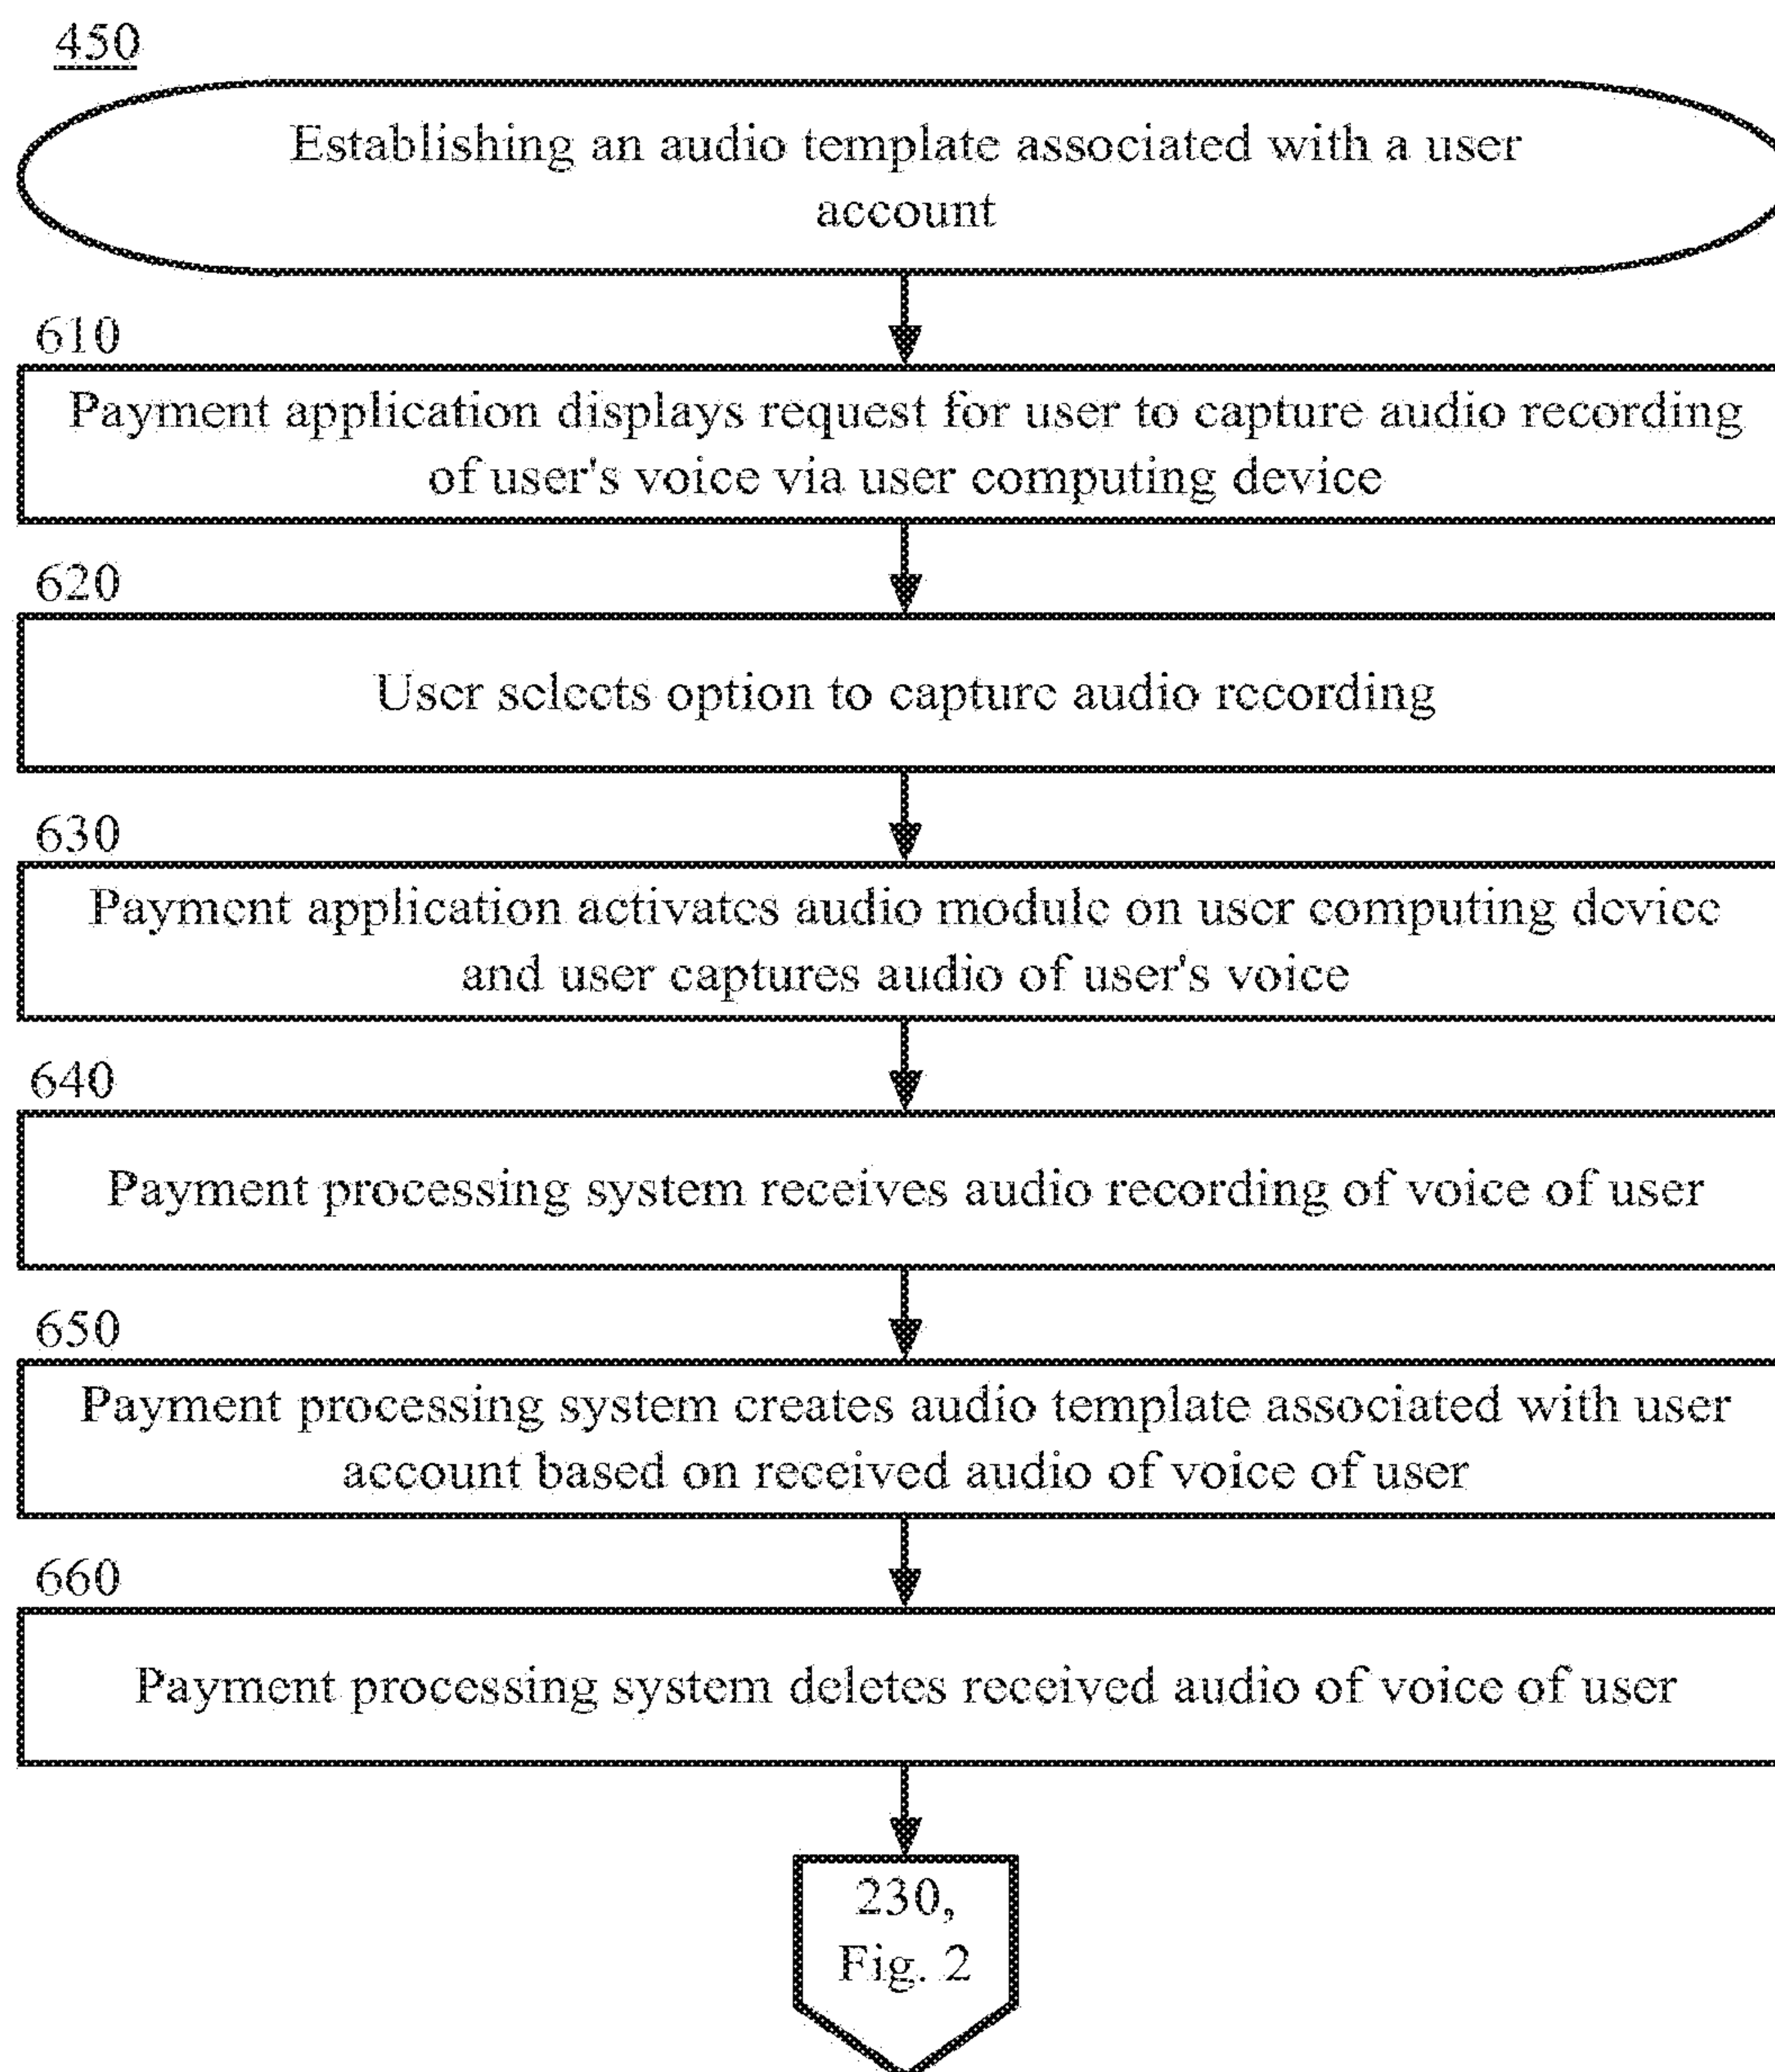 450
Establishing an audio template associated with a user
account
610
Payment application displays request for user to capture audio recording
of user's voice via user computing device
620
User selects option to capture audio recording
630
Payment application activates audio module on user computing device
and user captures audio of user's voice
640
Payment processing system receives audio recording of voice of user
650
Payment processing system creates audio template associated with user
account based on received audio of voice of user
660
Payment processing system deletes received audio of voice of user
230,
Fig. 2